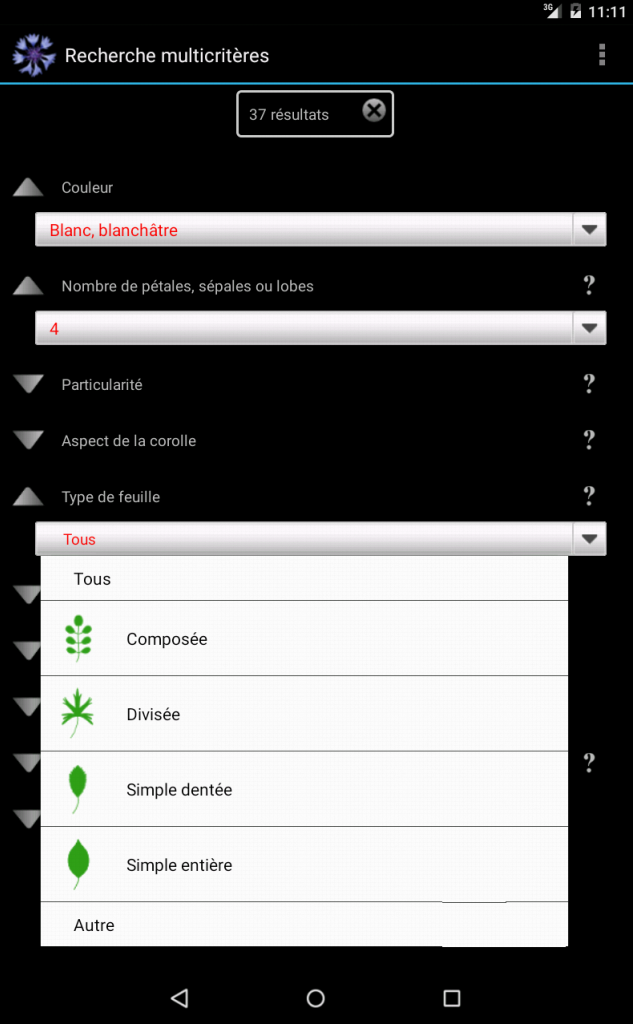 3G 11:11
Recherche multicritères
37 résultats
Couleur
Blanc, blanchâtre
Nombre de pétales, sépales ou lobes ?
4
Particularité ?
Aspect de la corolle ?
Type de feuille ?
Tous
Tous
Composée
Divisée
?
Simple dentée
Simple entière
Autre